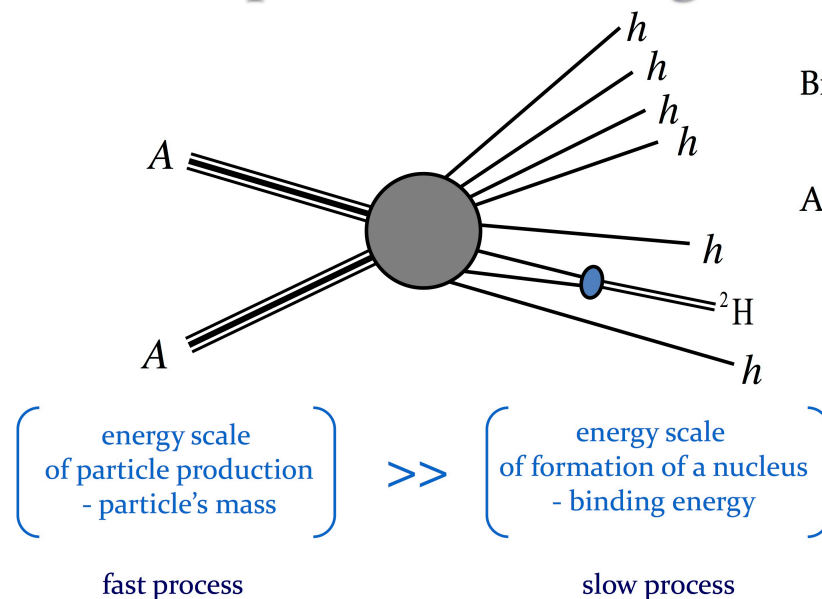 h
h
h
h
A
A
h
²H
A
h
energy scale
of particle production
- particle's mass
>>
energy scale
of formation of a nucleus
- binding energy
fast process
slow process